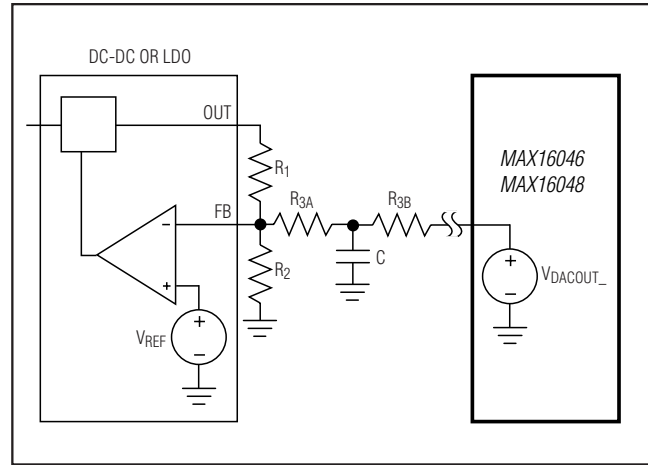 DC-DC OR LDO
OUT
R1
MAX16046
MAX16048
R3A
R3B
FB
-
C
R2
+
+
VDACOUT_
-
+
VREF
-